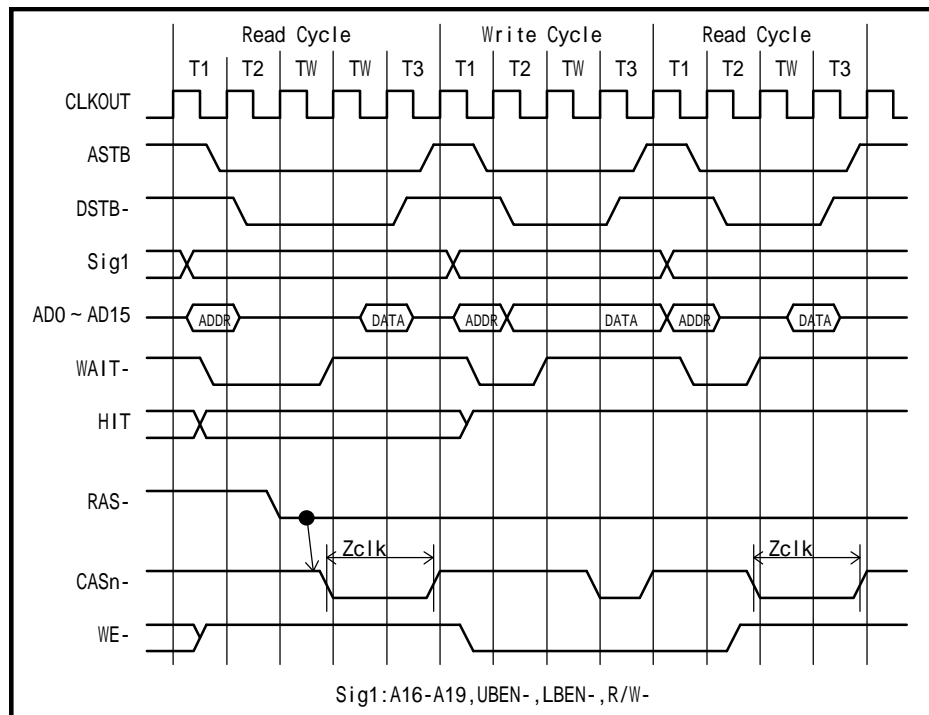 Read Cycle Write Cycle Read Cycle
T1 T2 TW TW T3 T1 T2 TW T3 T1 T2 TW T3
CLKOUT
ASTB
DSTB-
Sig1
AD0 ~ AD15 ADDR DATA ADDR DATA ADDR DATA
WAIT-
HIT
RAS-
Zclk Zclk
CASn-
WE-
Sig1:A16-A19,UBEN-,LBEN-,R/W-